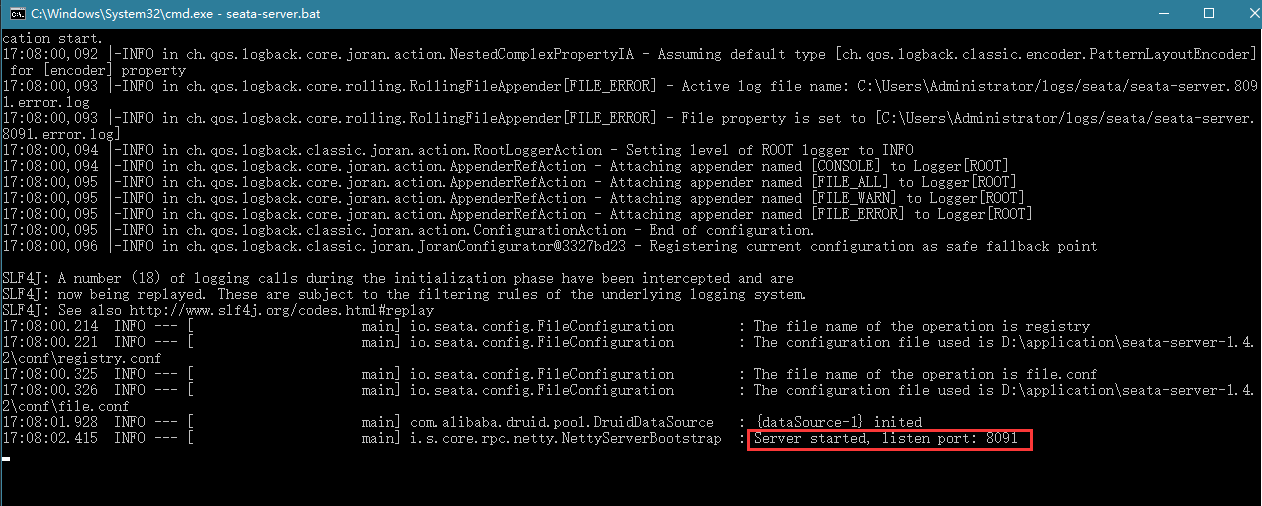 C:\Windows\System32\cmd.exe - seata-server.bat
cation start.
17:08:00,092 |-INFO in ch.qos.logback.core.joran.action.NestedComplexPropertyIA - Assuming default type [ch.qos.logback.classic.encoder.PatternLayoutEncoder]
 for [encoder] property
17:08:00,093 |-INFO in ch.qos.logback.core.rolling.RollingFileAppender[FILE_ERROR] - Active log file name: C:\Users\Administrator/logs/seata/seata-server.809
1.error.log
17:08:00,093 |-INFO in ch.qos.logback.core.rolling.RollingFileAppender[FILE_ERROR] - File property is set to [C:\Users\Administrator/logs/seata/seata-server.
8091.error.log]
17:08:00,094 |-INFO in ch.qos.logback.classic.joran.action.RootLoggerAction - Setting level of ROOT logger to INFO
17:08:00,094 |-INFO in ch.qos.logback.core.joran.action.AppenderRefAction - Attaching appender named [CONSOLE] to Logger[ROOT]
17:08:00,095 |-INFO in ch.qos.logback.core.joran.action.AppenderRefAction - Attaching appender named [FILE_ALL] to Logger[ROOT]
17:08:00,095 |-INFO in ch.qos.logback.core.joran.action.AppenderRefAction - Attaching appender named [FILE_WARN] to Logger[ROOT]
17:08:00,095 |-INFO in ch.qos.logback.core.joran.action.AppenderRefAction - Attaching appender named [FILE_ERROR] to Logger[ROOT]
17:08:00,095 |-INFO in ch.qos.logback.classic.joran.action.ConfigurationAction - End of configuration.
17:08:00,096 |-INFO in ch.qos.logback.classic.joran.JoranConfigurator@3327bd23 - Registering current configuration as safe fallback point
SLF4J: A number (18) of logging calls during the initialization phase have been intercepted and are
SLF4J: now being replayed. These are subject to the filtering rules of the underlying logging system.
SLF4J: See also http://www.slf4j.org/codes.html#replay
17:08:00.214  INFO --- [                     main] io.seata.config.FileConfiguration        : The file name of the operation is registry
17:08:00.221  INFO --- [                     main] io.seata.config.FileConfiguration        : The configuration file used is D:\application\seata-server-1.4.
2\conf\registry.conf
17:08:00.325  INFO --- [                     main] io.seata.config.FileConfiguration        : The file name of the operation is file.conf
17:08:00.326  INFO --- [                     main] io.seata.config.FileConfiguration        : The configuration file used is D:\application\seata-server-1.4.
2\conf\file.conf
17:08:01.928  INFO --- [                     main] com.alibaba.druid.pool.DruidDataSource   : {dataSource-1} inited
17:08:02.415  INFO --- [                     main] i.s.core.rpc.netty.NettyServerBootstrap  : Server started, listen port: 8091